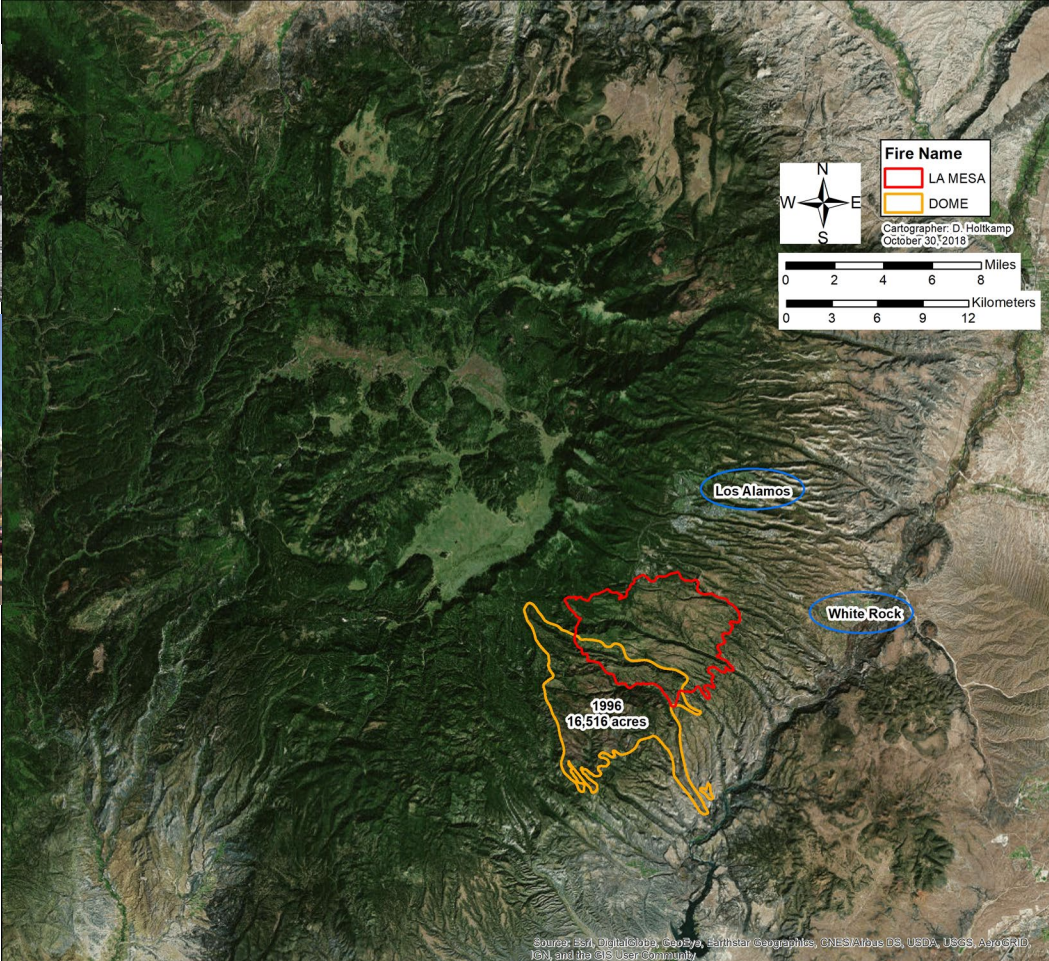 Fire Name
LA MESA
DOME
N
W E
S
Cartographer: D. Holtkamp
October 30, 2018
Miles
0 2 4 6 8
Kilometers
0 3 6 9 12
Los Alamos
White Rock
1996
16,516 acres
Source: Esri, DigitalGlobe, GeoEye, Earthstar Geographics, CNES/Airbus DS, USDA, USGS, AeroGRID,
IGN, and the GIS User Community